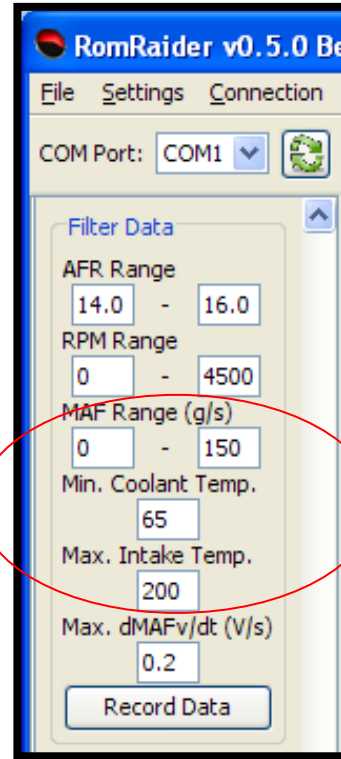 RomRaider v0.5.0 Be
File Settings Connection
COM Port: COM1
Filter Data
AFR Range
14.0 - 16.0
RPM Range
0 - 4500
MAF Range (g/s)
0 - 150
Min. Coolant Temp.
65
Max. Intake Temp.
200
Max. dMAFv/dt (V/s)
0.2
Record Data